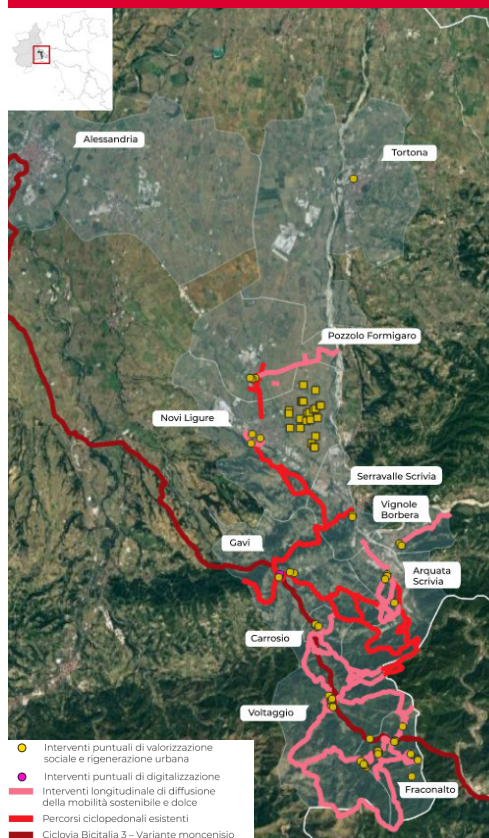 Alessandria
Tortona
Pozzolo Formigaro
Novi Ligure
Serravalle Scrivia
Vignole
Borbera
Gavi
Arquata
Scrivia
Carrosio
Voltaggio
Fraconalto
Interventi puntuali di valorizzazione
sociale e rigenerazione urbana
Interventi puntuali di digitalizzazione
Interventi longitudinale di diffusione
della mobilità sostenibile e dolce
Percorsi ciclopedonali esistenti
Ciclovia Bicitalia 3 – Variante moncenisio